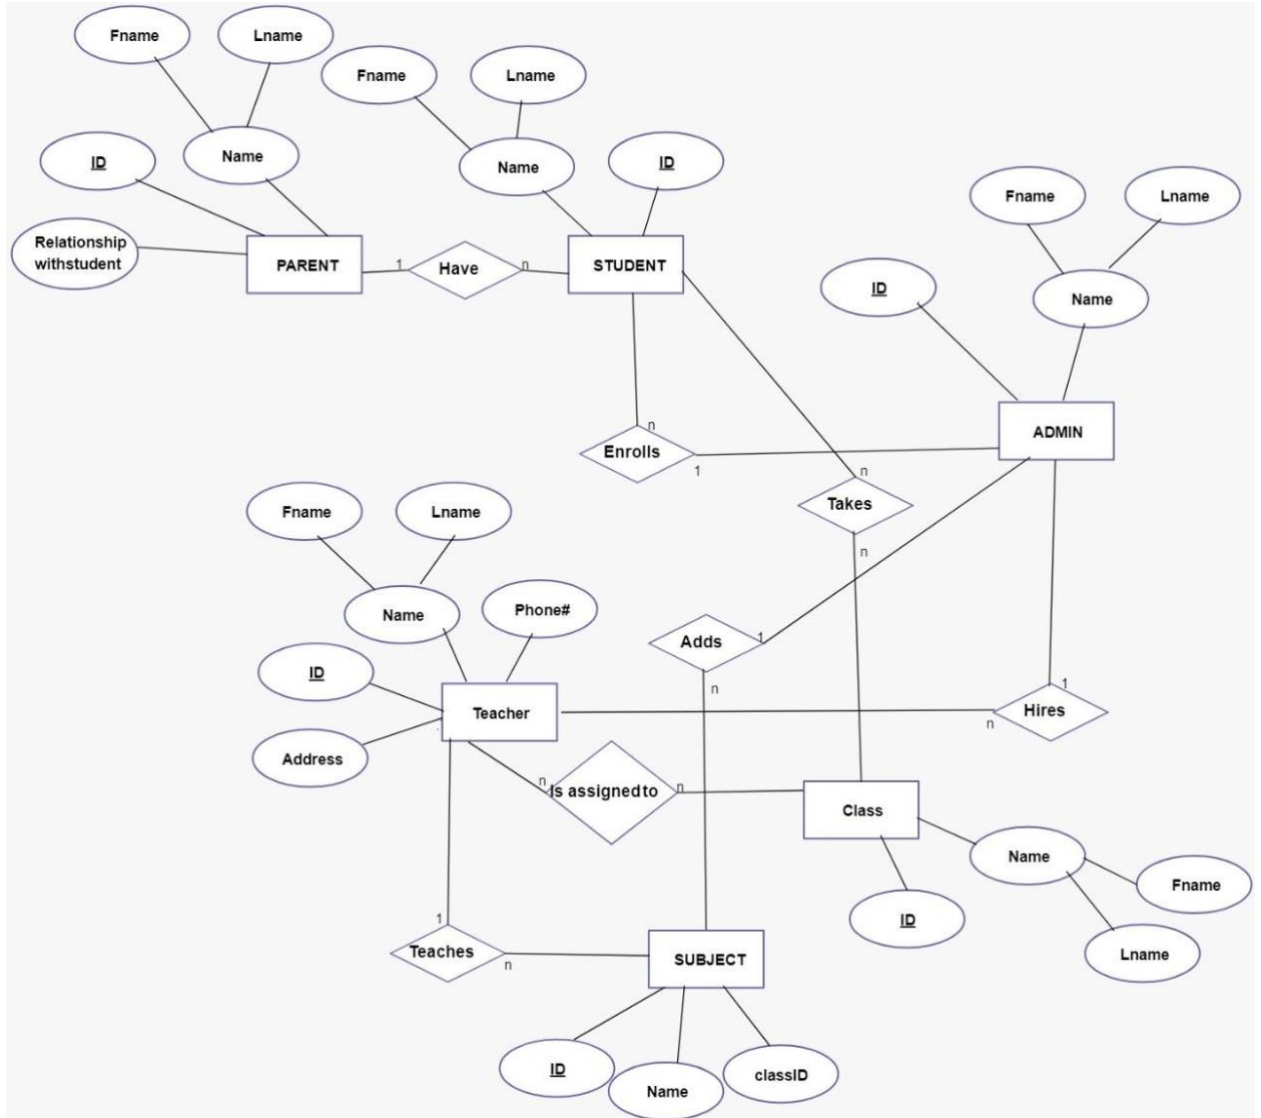 Fname
Lname
Fname
Lname
ID
Name
Name
ID
Relationship
withstudent
PARENT
1
Have
n
STUDENT
Fname
Lname
ID
Name
ADMIN
n
Enrolls
1
n
Takes
n
Fname
Lname
Name
Phone#
Adds
1
n
ID
Teacher
1
Hires
n
Address
n
Is assignedto
n
Class
Name
Fname
ID
Lname
1
Teaches
n
SUBJECT
ID
Name
classID